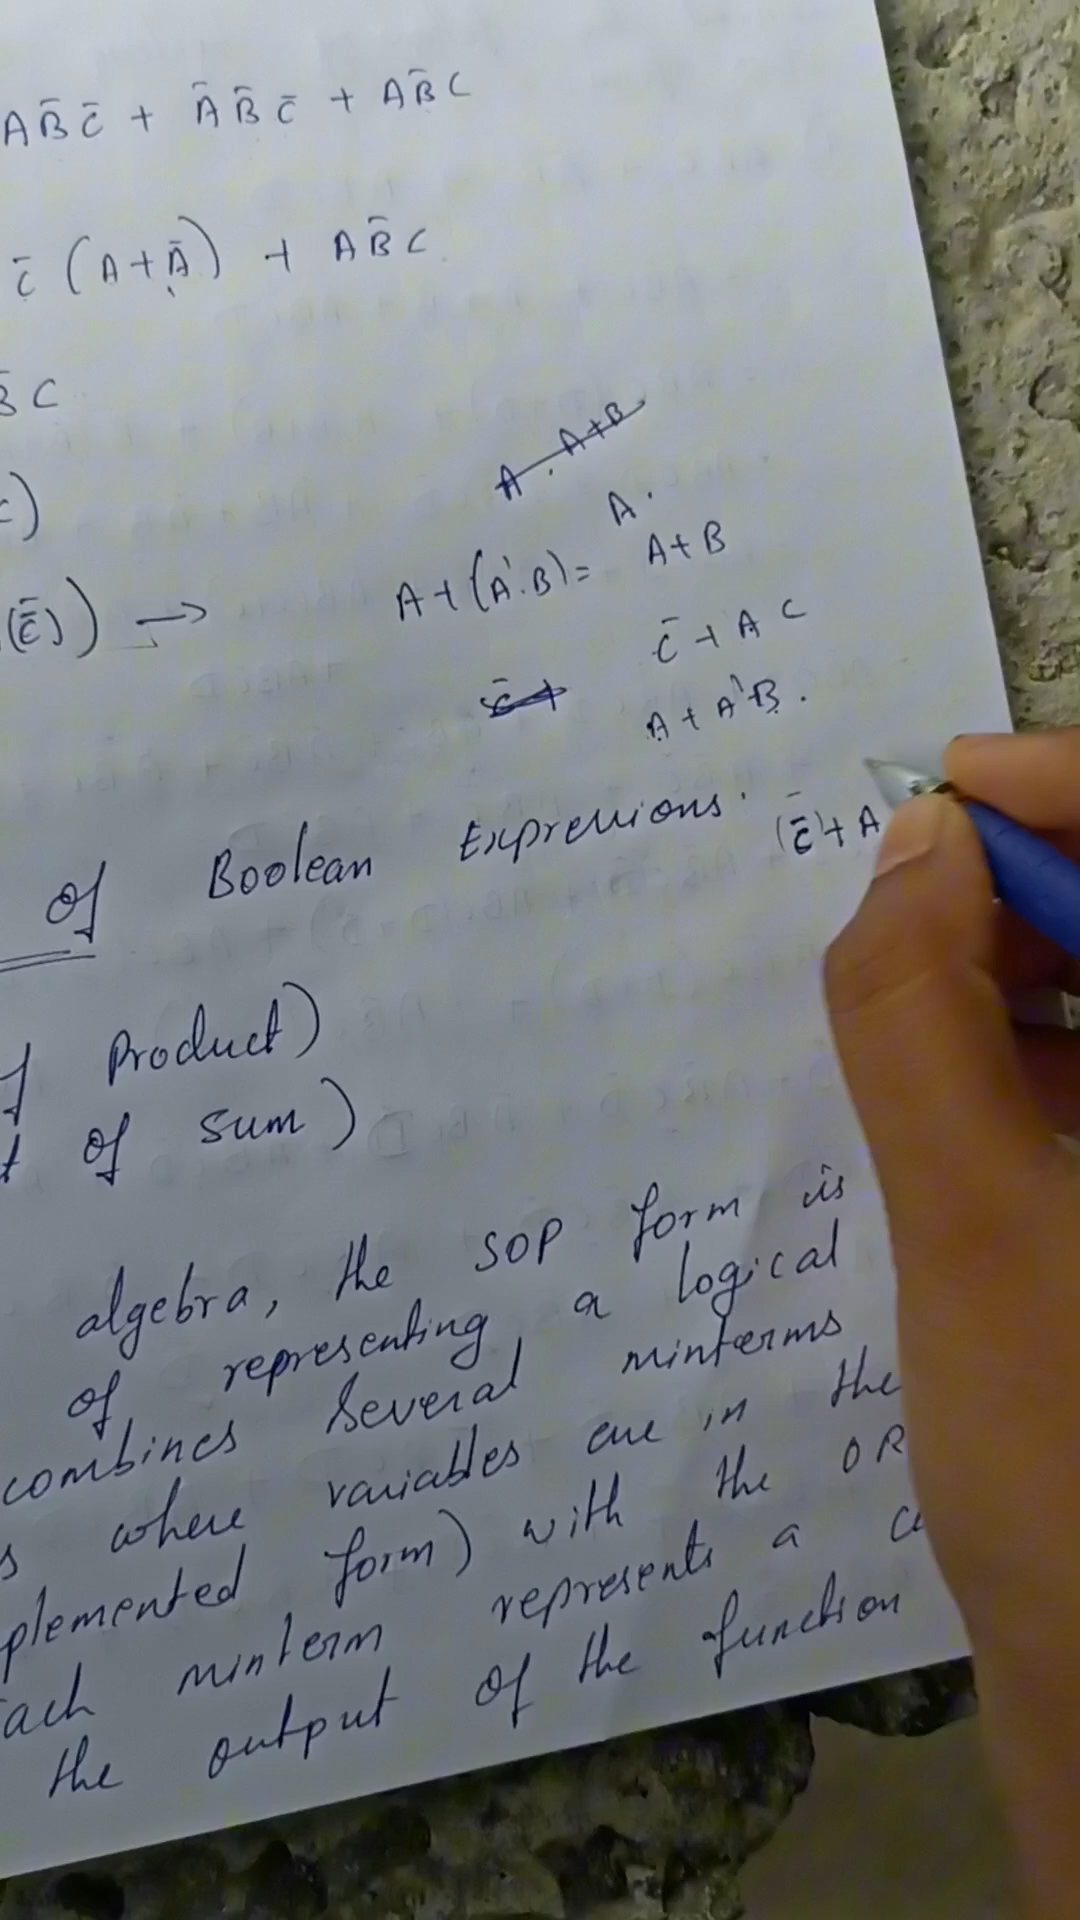 AB̄C̄ + ĀB̄C̄ + AB̄C
C̄ (A+Ā) + AB̄C
B̄C
(C̄)) →
A · A+B
A ·
A+(A'.B)= A+B
C̄ + AC
C̄ +
A + A'B.
of Boolean Expressions.
(C̄)+ A
Product)
of sum)
algebra, the SOP form is
of representing a logical
combines several minterms
where variables are in the
form) with the OR
minterm represents a
the output of the function